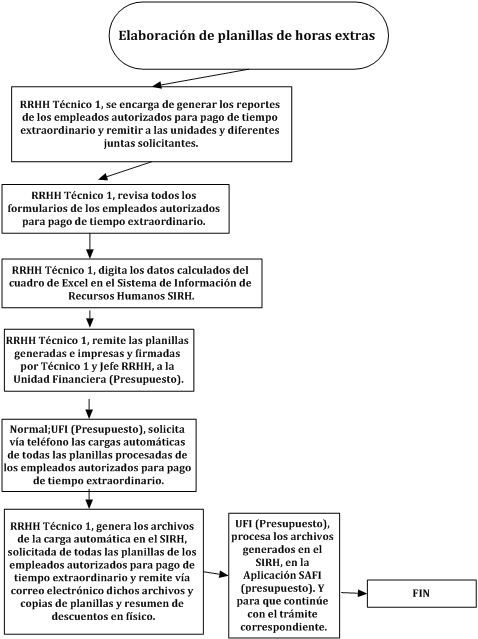 Elaboración de planillas de horas extras
RRHH Técnico 1, se encarga de generar los reportes
de los empleados autorizados para pago de tiempo
extraordinario y remitir a las unidades y diferentes
juntas solicitantes.
RRHH Técnico 1, revisa todos los
formularios de los empleados autorizados
para pago de tiempo extraordinario.
RRHH Técnico 1, digita los datos calculados del
cuadro de Excel en el Sistema de Información de
Recursos Humanos SIRH.
RRHH Técnico 1, remite las planillas
generadas e impresas y firmadas
por Técnico 1 y Jefe RRHH, a la
Unidad Financiera (Presupuesto).
Normal;UFI (Presupuesto), solicita
vía teléfono las cargas automáticas
de todas las planillas procesadas de
los empleados autorizados para pago
de tiempo extraordinario.
RRHH Técnico 1, genera los archivos
de la carga automática en el SIRH,
solicitada de todas las planillas de los
empleados autorizados para pago de
tiempo extraordinario y remite vía
correo electrónico dichos archivos y
copias de planillas y resumen de
descuentos en físico.
UFI (Presupuesto),
procesa los archivos
generados en el
SIRH, en la
Aplicación SAFI
(presupuesto). Y
para que continúe
con el trámite
correspondiente.
FIN